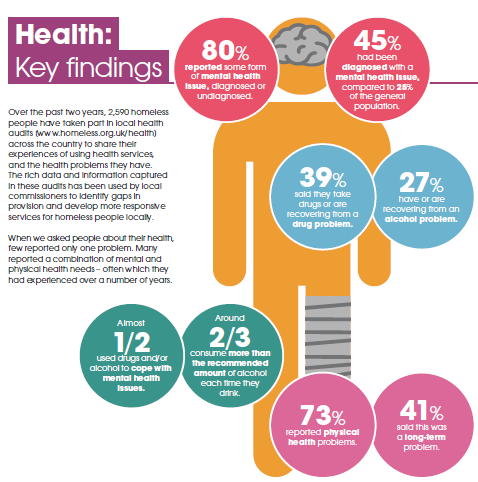 Health:
Key findings
Over the past two years, 2,590 homeless
people have taken part in local health
audits (www.homeless.org.uk/health)
across the country to share their
experiences of using health services,
and the health problems they have.
The rich data and information captured
in these audits has been used by local
commissioners to identify gaps in
provision and develop more responsive
services for homeless people locally.
When we asked people about their health,
few reported only one problem. Many
reported a combination of mental and
physical health needs – often which they
had experienced over a number of years.
80%
reported some form
of mental health
issue, diagnosed or
undiagnosed.
45%
had been
diagnosed with a
mental health issue,
compared to 25%
of the general
population.
39%
said they take
drugs or are
recovering from a
drug problem.
27%
have or are
recovering from an
alcohol problem.
Almost
1/2
used drugs and/or
alcohol to cope with
mental health
issues.
Around
2/3
consume more than
the recommended
amount of alcohol
each time they
drink.
73%
reported physical
health problems.
41%
said this was
a long-term
problem.